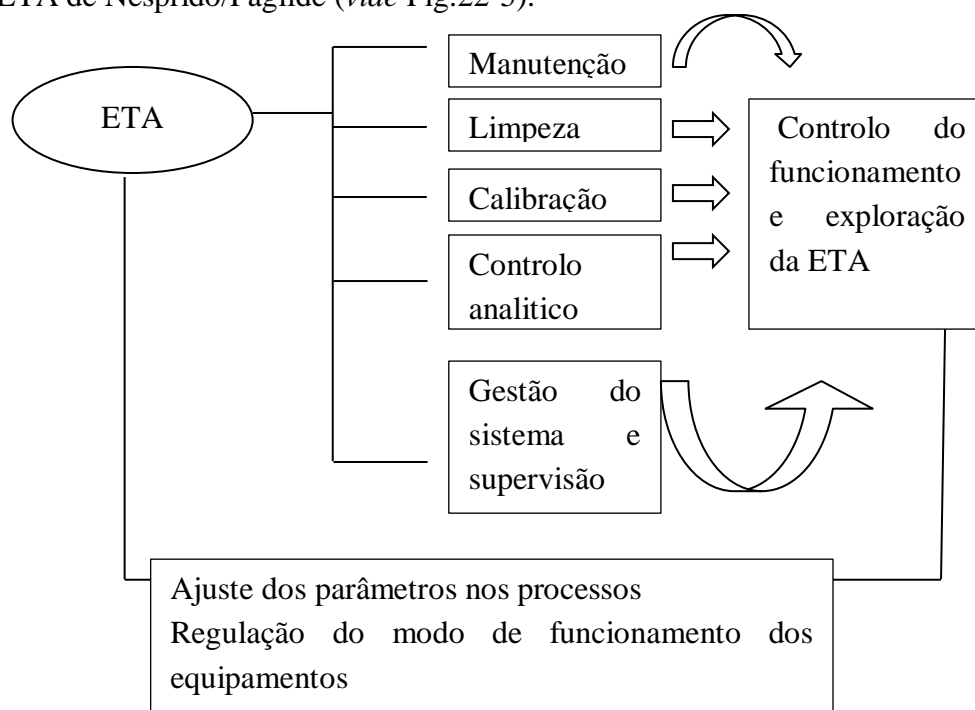 ETA de Nesprido/Fagilde (vide Fig.22-3).
Manutenção
ETA
Limpeza
Calibração
Controlo
analitico
Gestão do
sistema e
supervisão
Controlo do
funcionamento
e exploração
da ETA
Ajuste dos parâmetros nos processos
Regulação do modo de funcionamento dos
equipamentos